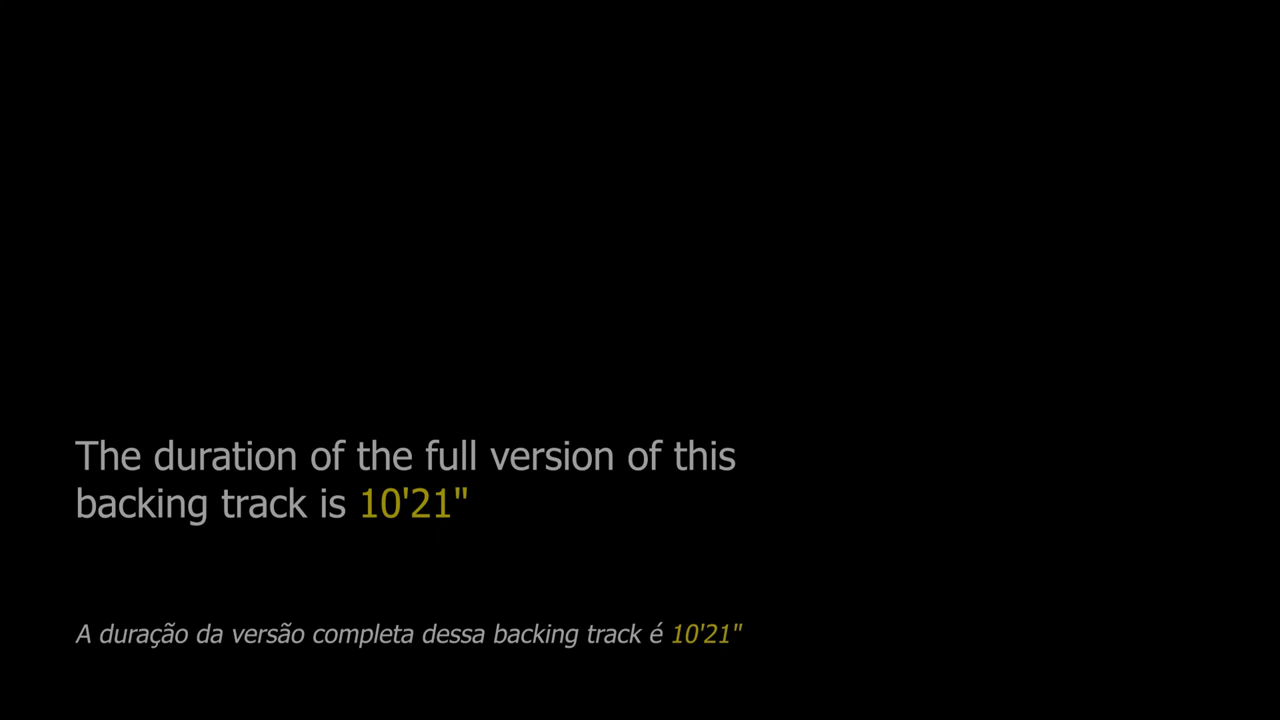 The duration of the full version of this
backing track is 10'21"
A duração da versão completa dessa backing track é 10'21"